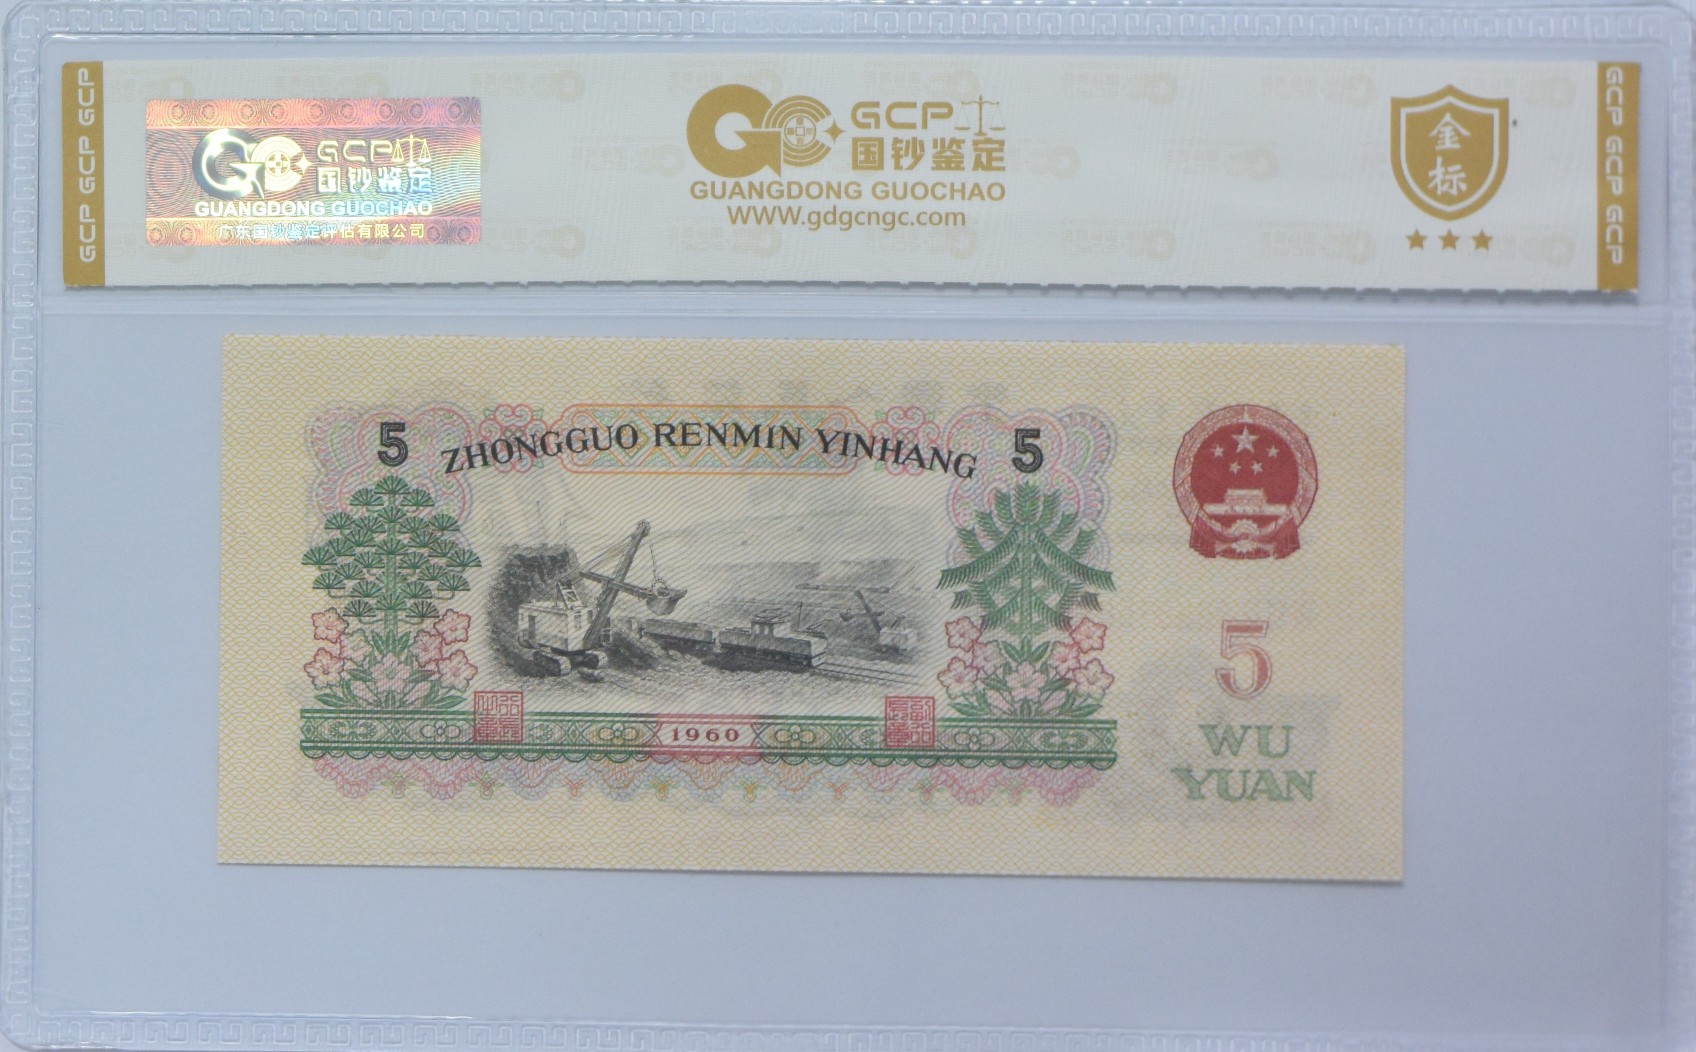 GCP GCP GCP
GCP
国钞鉴定
GUANGDONG GUOCHAO
广东国钞鉴定评估有限公司
GCP
国钞鉴定
GUANGDONG GUOCHAO
WWW.gdgcngc.com
金
标
GCP GCP GCP
5
ZHONGGUO RENMIN YINHANG
5
1960
5
WU
YUAN